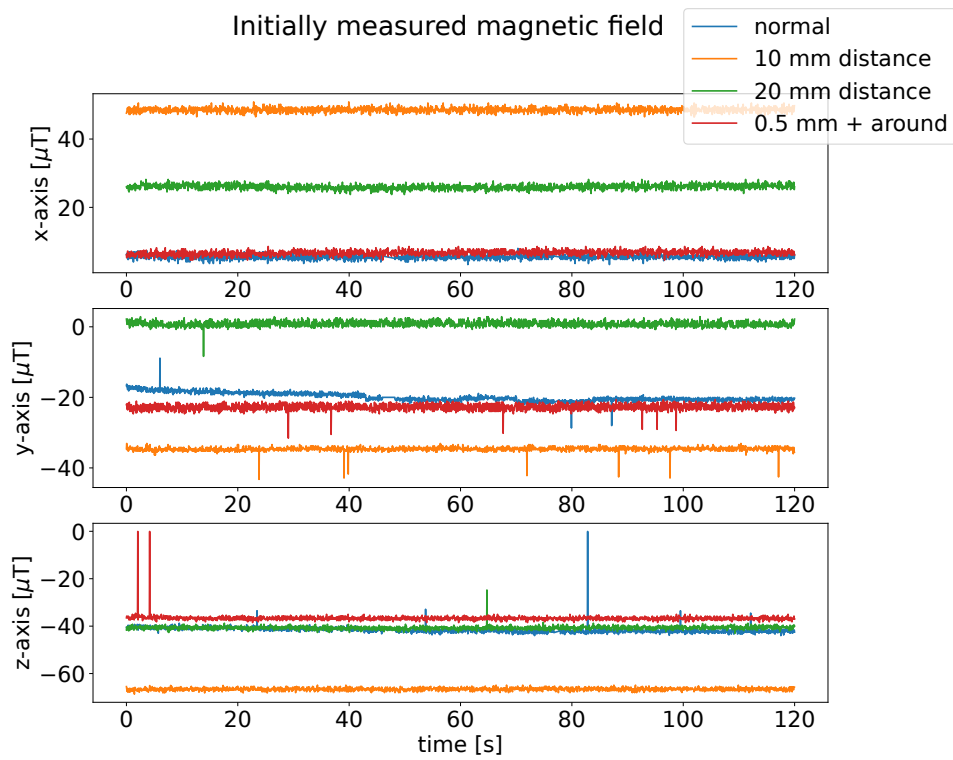 Initially measured magnetic field
normal
10 mm distance
20 mm distance
0.5 mm + around
x-axis [μT]
40
20
0 20 40 60 80 100 120
y-axis [μT]
0
−20
−40
0 20 40 60 80 100 120
z-axis [μT]
0
−20
−40
−60
0 20 40 60 80 100 120
time [s]